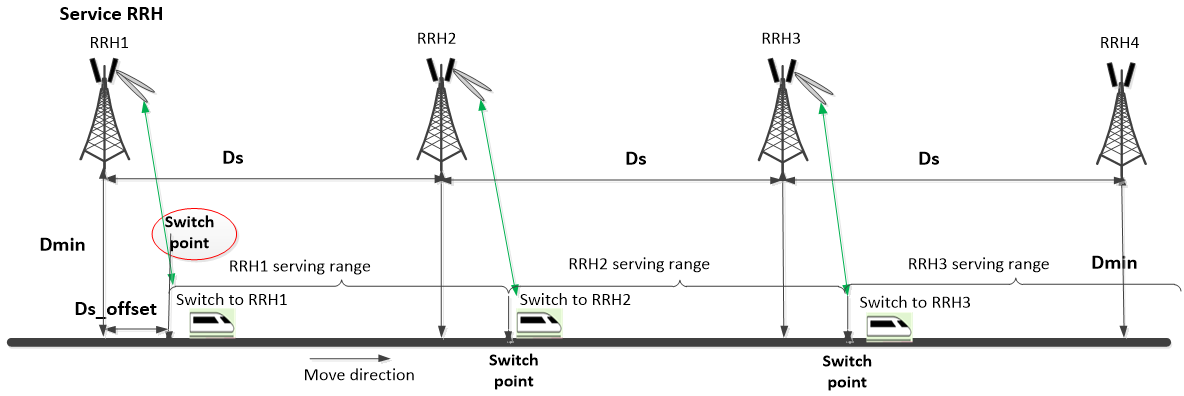 Service RRH
RRH1
RRH2
RRH3
RRH4
Ds
Ds
Ds
Switch
point
Dmin
RRH1 serving range
RRH2 serving range
RRH3 serving range
Dmin
Ds_offset
Switch to RRH1
Switch to RRH2
Switch to RRH3
Move direction
Switch
point
Switch
point